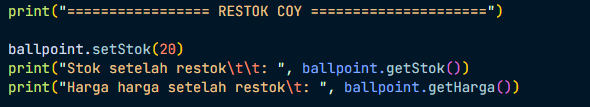 print("================= RESTOK COY =====================")
ballpoint.setStok(20)
print("Stok setelah restok\t\t: ", ballpoint.getStok())
print("Harga harga setelah restok\t: ", ballpoint.getHarga())